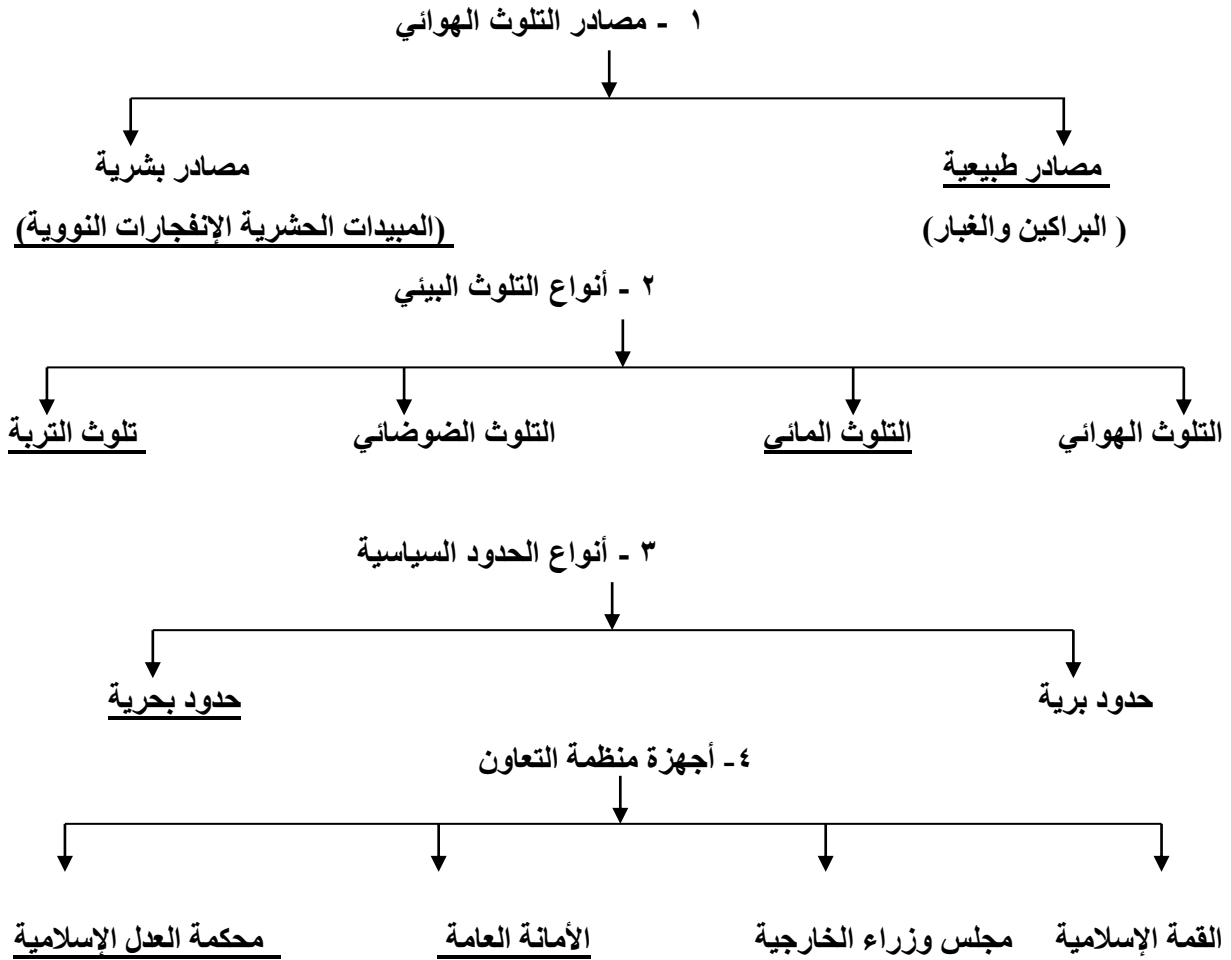 ١ - مصادر التلوث الهوائي
مصادر طبيعية مصادر بشرية
( البراكين والغبار) (المبيدات الحشرية الإنفجارات النووية)
٢ - أنواع التلوث البيئي
التلوث الهوائي التلوث المائي التلوث الضوضائي تلوث التربة
٣ - أنواع الحدود السياسية
حدود برية حدود بحرية
٤- أجهزة منظمة التعاون
القمة الإسلامية مجلس وزراء الخارجية الأمانة العامة محكمة العدل الإسلامية